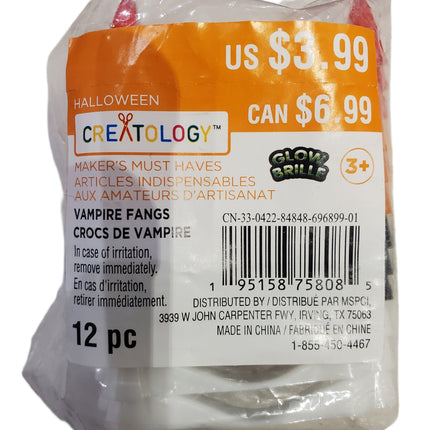 US $3.99
HALLOWEEN
CAN $6.99
CREATOLOGY™
MAKER'S MUST HAVES
ARTICLES INDISPENSABLES
AUX AMATEURS D'ARTISANAT
GLOW
BRILLE
3+
VAMPIRE FANGS
CROCS DE VAMPIRE
CN-33-0422-84848-696899-01
In case of irritation,
remove immediately.
En cas d'irritation,
retirer immédiatement.
1 95158 75808 5
12 pc
DISTRIBUTED BY / DISTRIBUÉ PAR MSPCI,
3939 W JOHN CARPENTER FWY, IRVING, TX 75063
MADE IN CHINA / FABRIQUÉ EN CHINE
1-855-450-4467